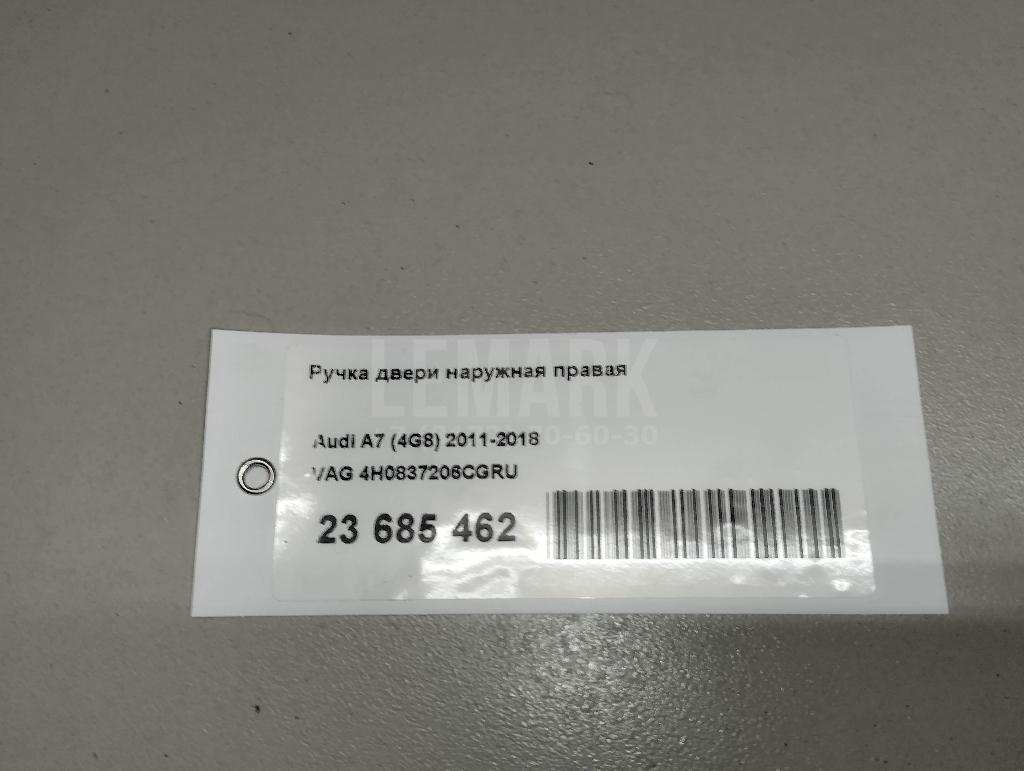 Ручка двери наружная правая
LEMARK
Audi A7 (4G8) 2011-2018
VAG 4H0837206CGRU
23 685 462